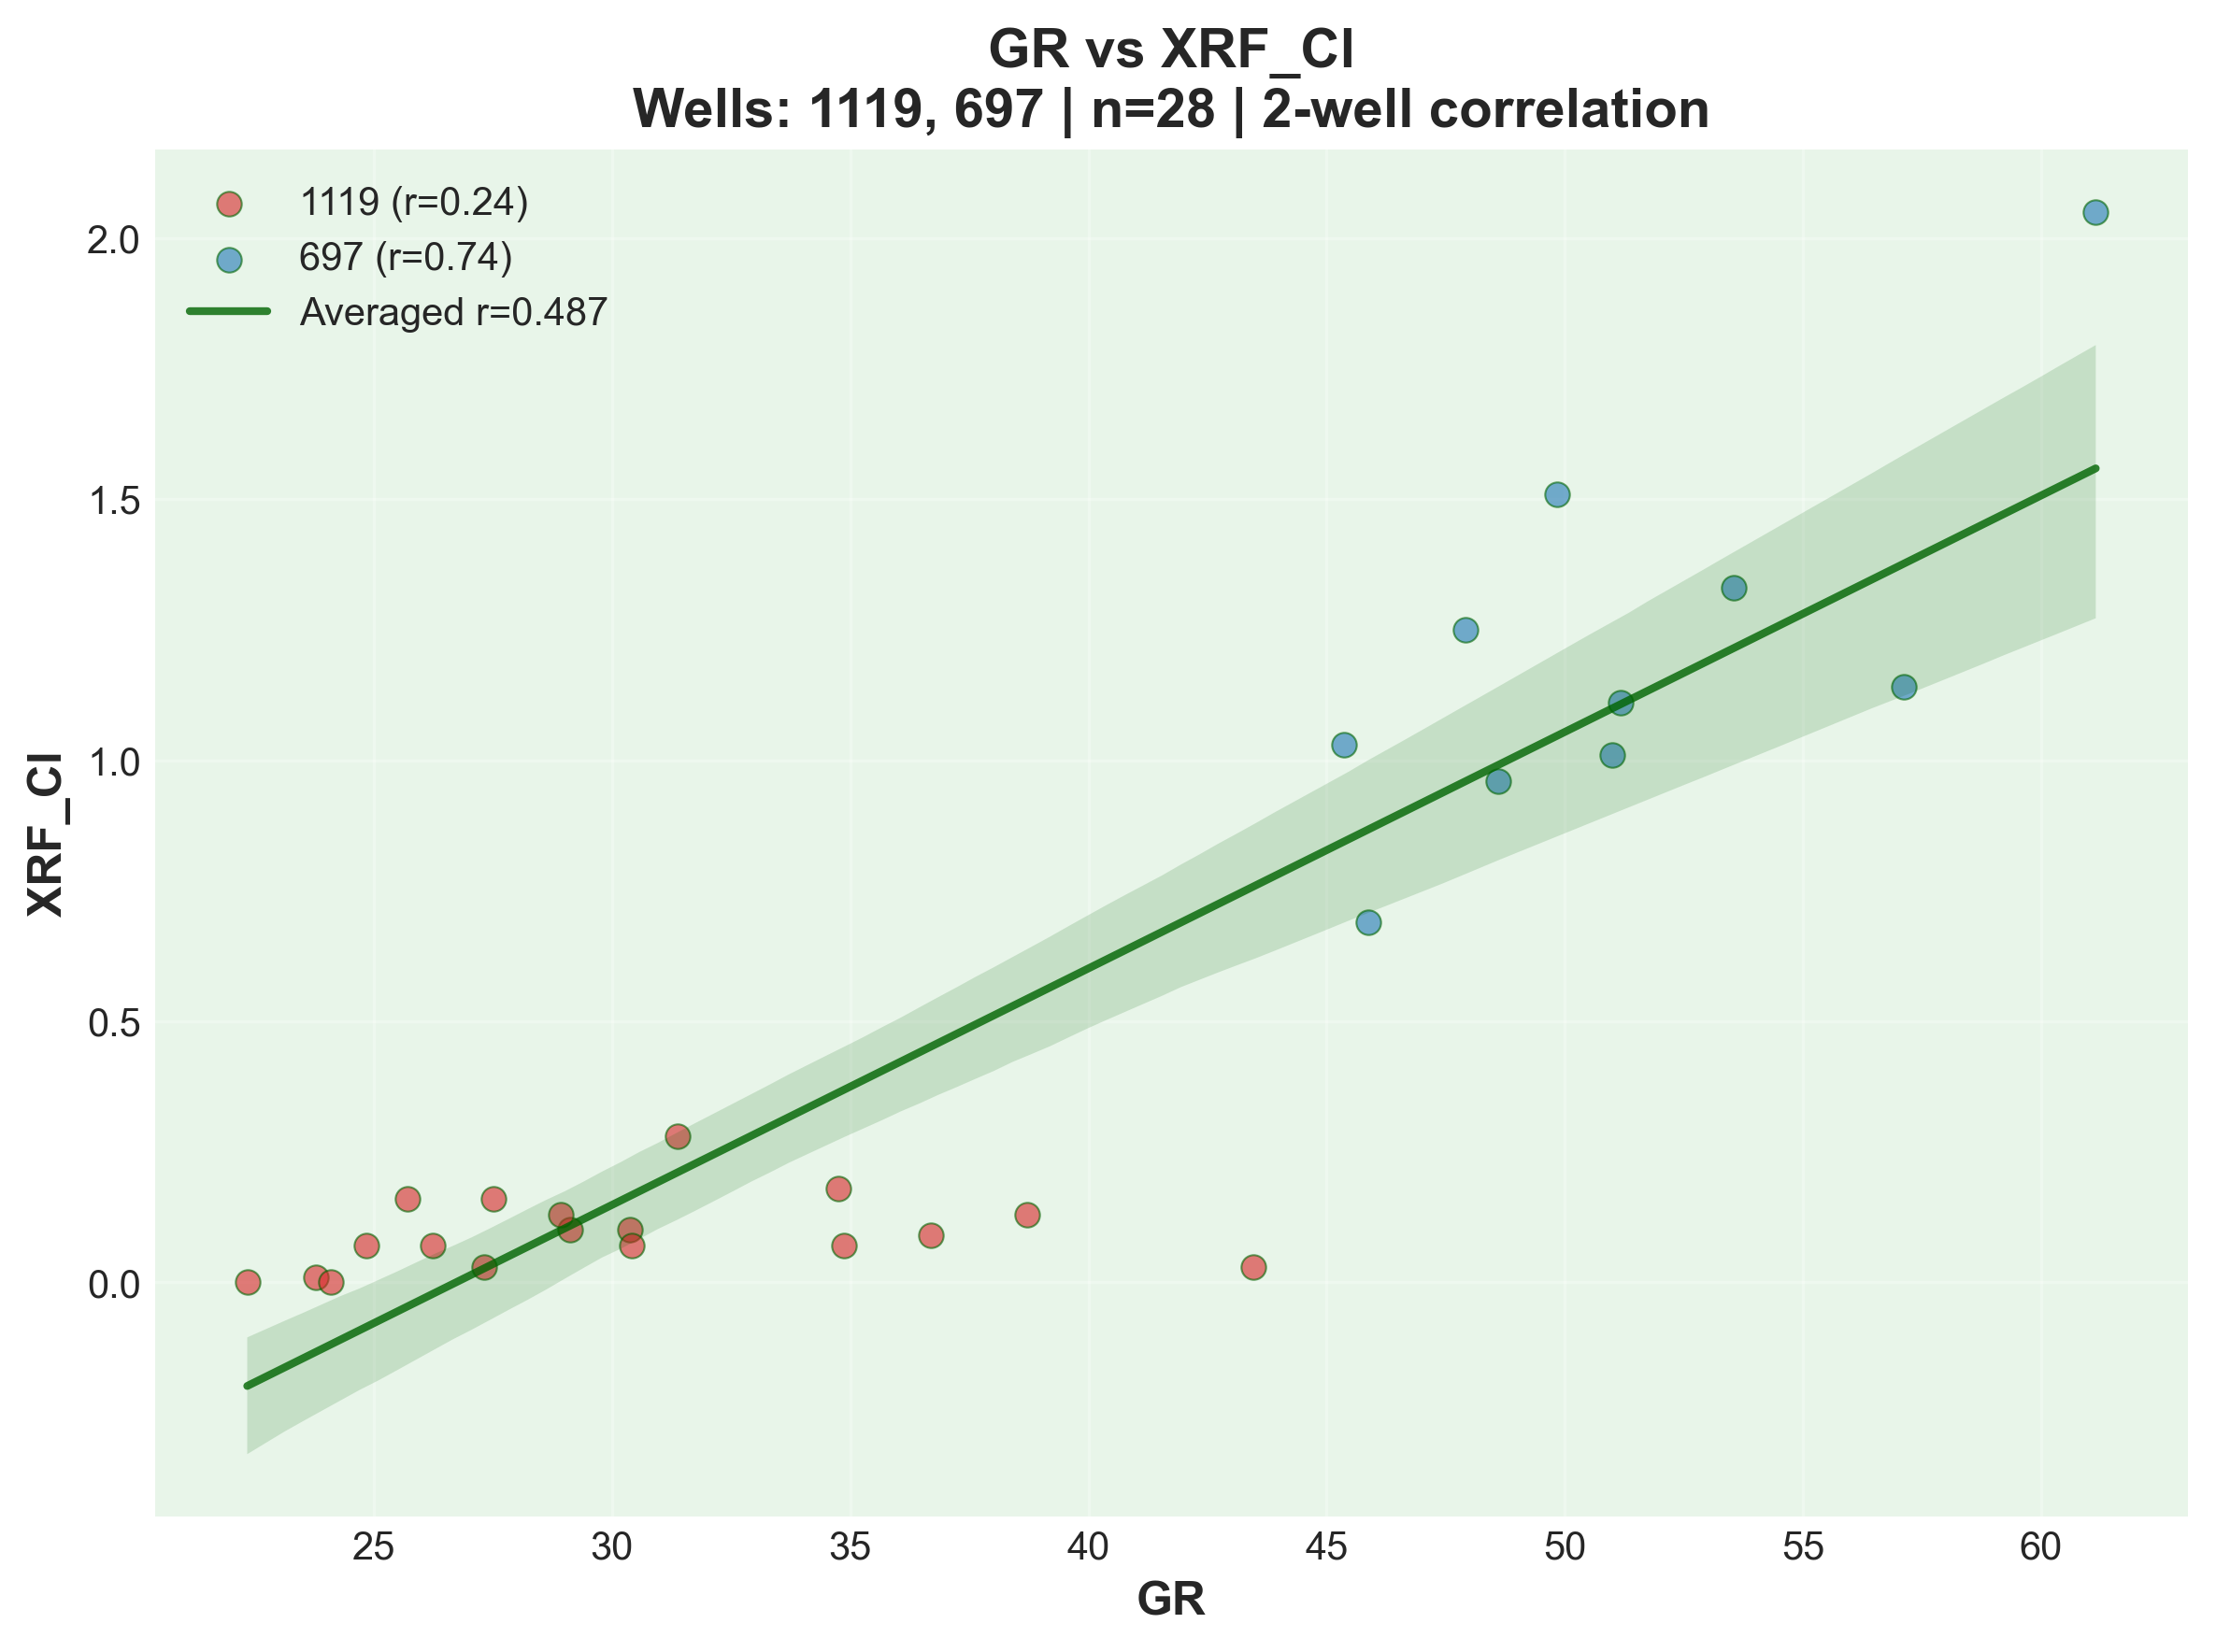 GR vs XRF_Cl
Wells: 1119, 697 | n=28 | 2-well correlation
1119 (r=0.24)
697 (r=0.74)
Averaged r=0.487
2.0
1.5
1.0
0.5
0.0
XRF_Cl
25 30 35 40 45 50 55 60
GR